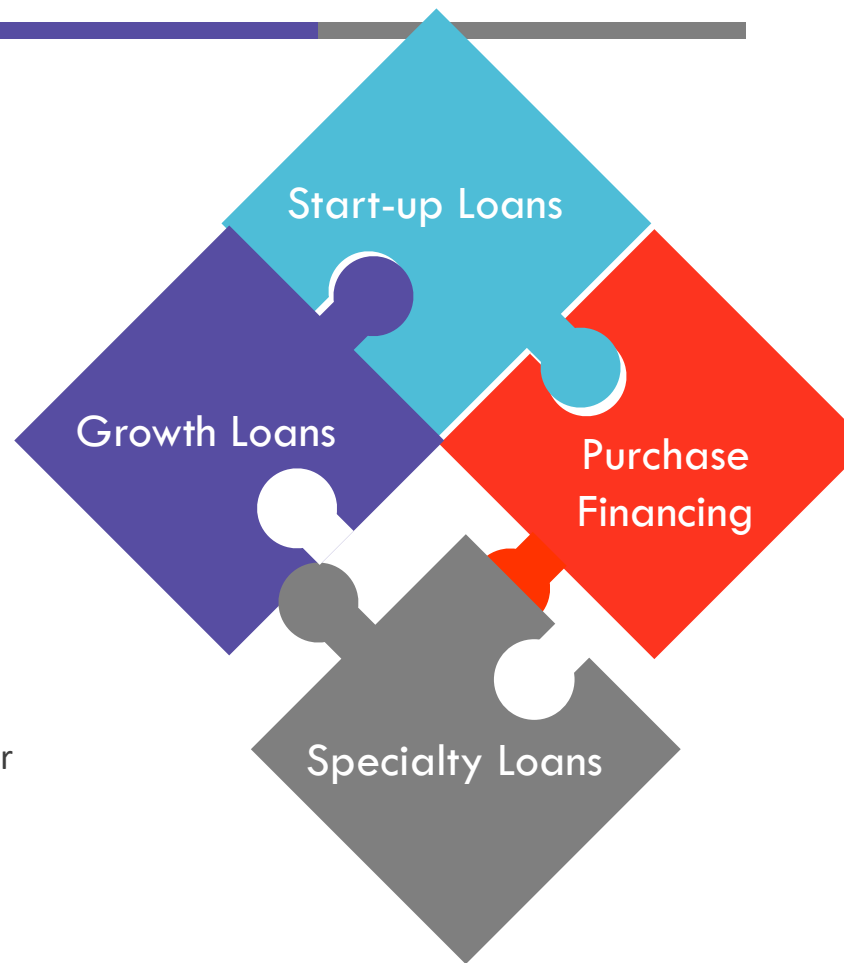 Start-up Loans
Growth Loans
Purchase
Financing
r
Specialty Loans